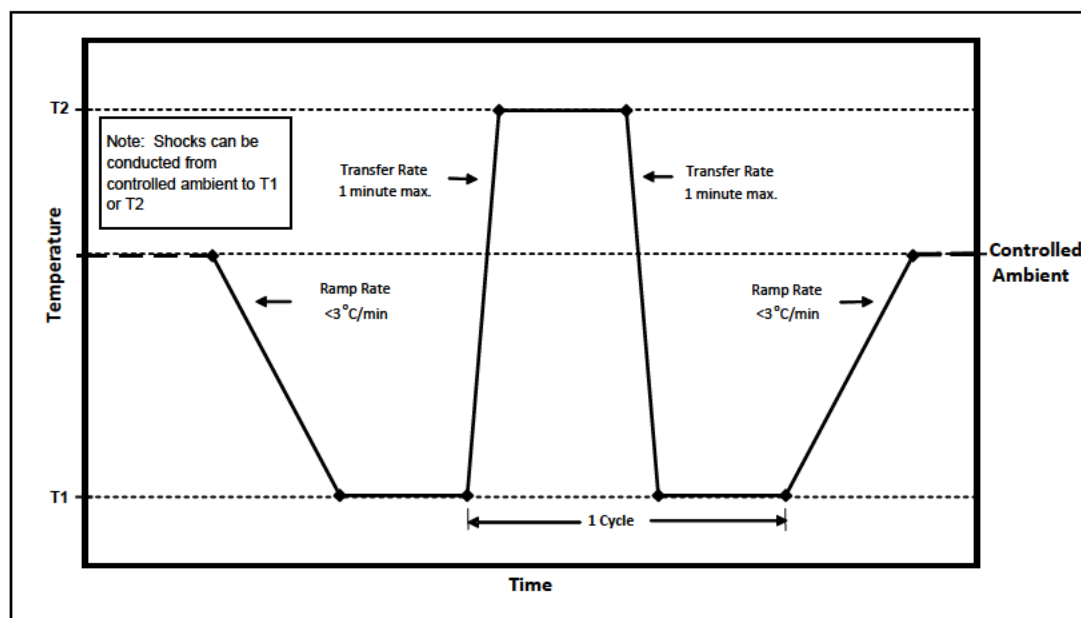 T2
Note: Shocks can be
conducted from
controlled ambient to T1
or T2
Transfer Rate
1 minute max.
Transfer Rate
1 minute max.
Temperature
Controlled
Ambient
Ramp Rate
<3°C/min
Ramp Rate
<3°C/min
T1
1 Cycle
Time